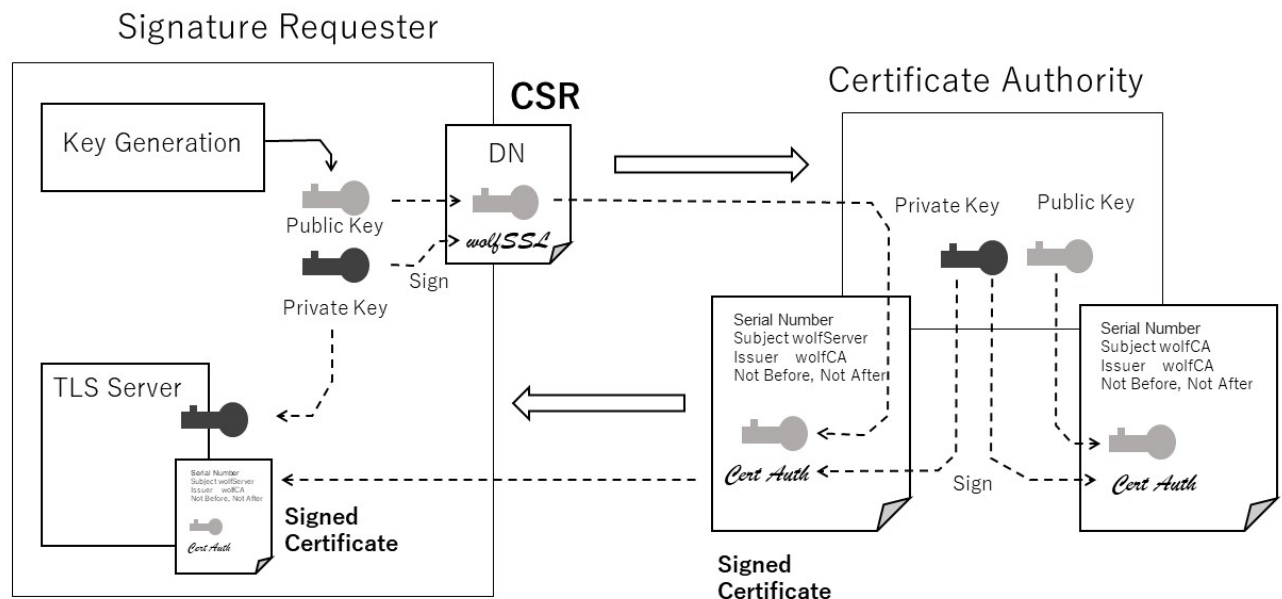 Signature Requester
Key Generation
Public Key
Private Key
CSR
DN
wolfSSL
Sign
TLS Server
Serial Number
Subject wolfServer
Issuer wolfCA
Not Before, Not After
Cert Auth
Signed
Certificate
Certificate Authority
Private Key
Public Key
Serial Number
Subject wolfServer
Issuer wolfCA
Not Before, Not After
Cert Auth
Signed
Certificate
Sign
Serial Number
Subject wolfCA
Issuer wolfCA
Not Before, Not After
Cert Auth